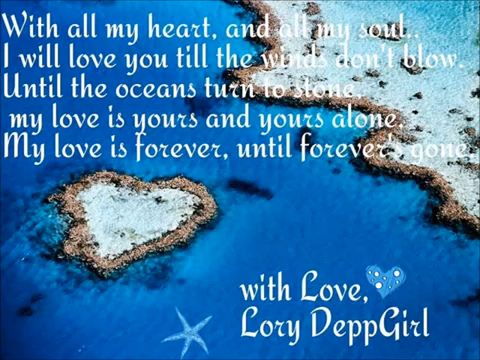 With all my heart, and all my soul..
I will love you till the winds don't blow.
Until the oceans turn to stone,
my love is yours and yours alone.
My love is forever, until forever's gone.
with Love,
Lory DeppGirl